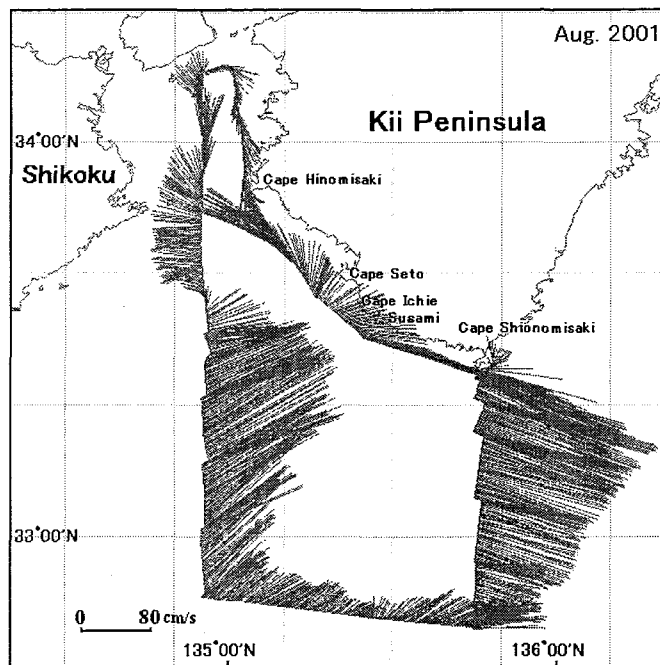 Aug. 2001
Kii Peninsula
34°00'N
Shikoku
Cape Hinomisaki
Cape Seto
Cape Ichie
Susami
Cape Shionomisaki
33°00'N
0 80 cm/s
135°00'N
136°00'N